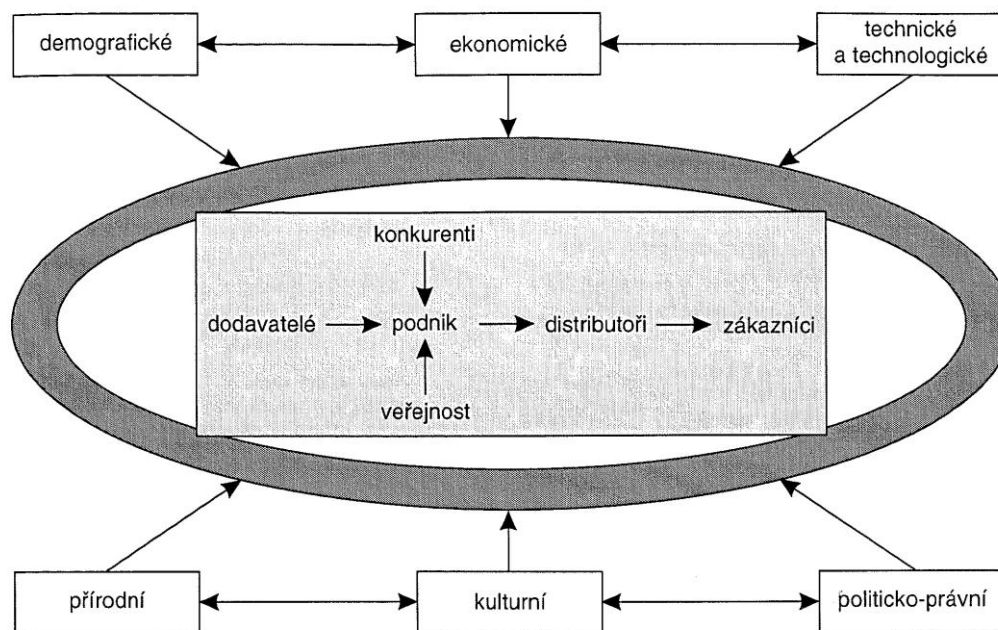 demografické
ekonomické
technické
a technologické
konkurenti
dodavatelé
podnik
distributoři
zákazníci
veřejnost
přírodní
kulturní
politicko-právní